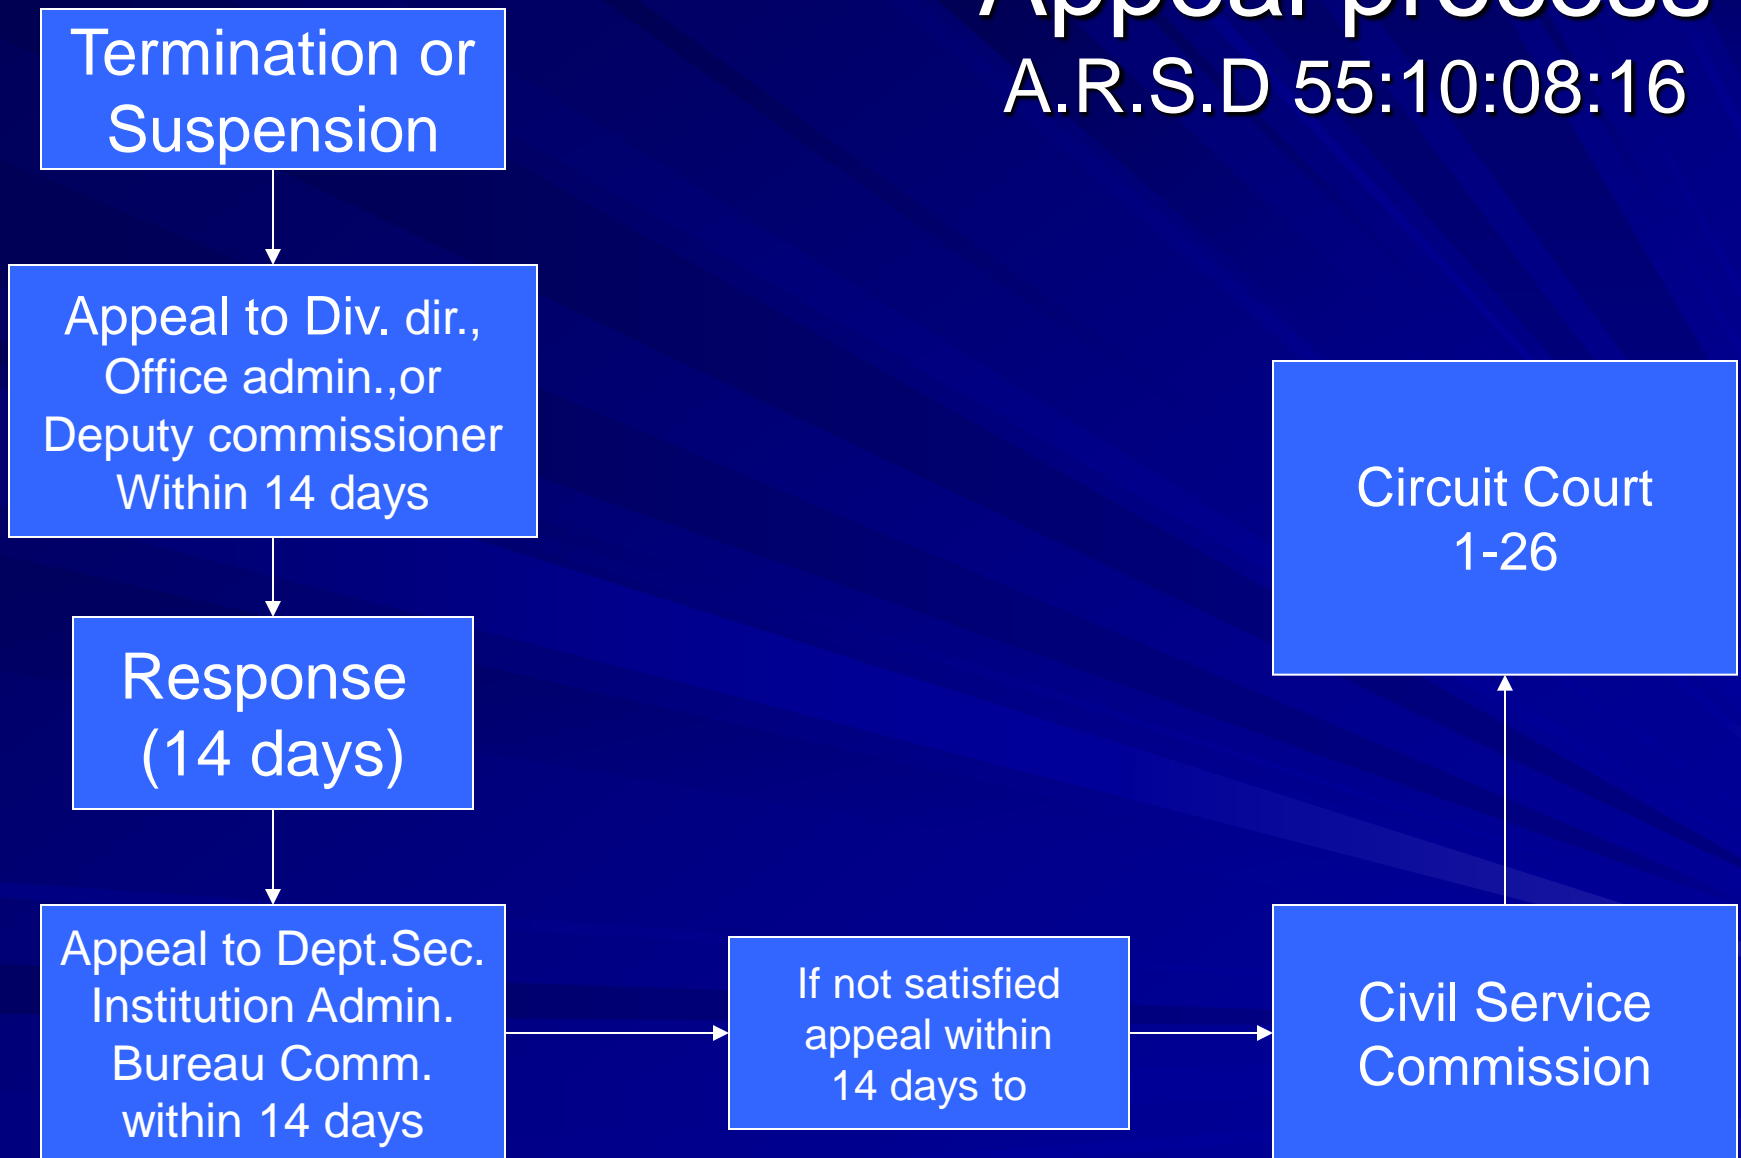 Appeal process
A.R.S.D 55:10:08:16
Termination or
Suspension
Appeal to Div. dir.,
Office admin.,or
Deputy commissioner
Within 14 days
Response
(14 days)
Appeal to Dept.Sec.
Institution Admin.
Bureau Comm.
within 14 days
If not satisfied
appeal within
14 days to
Civil Service
Commission
Circuit Court
1-26